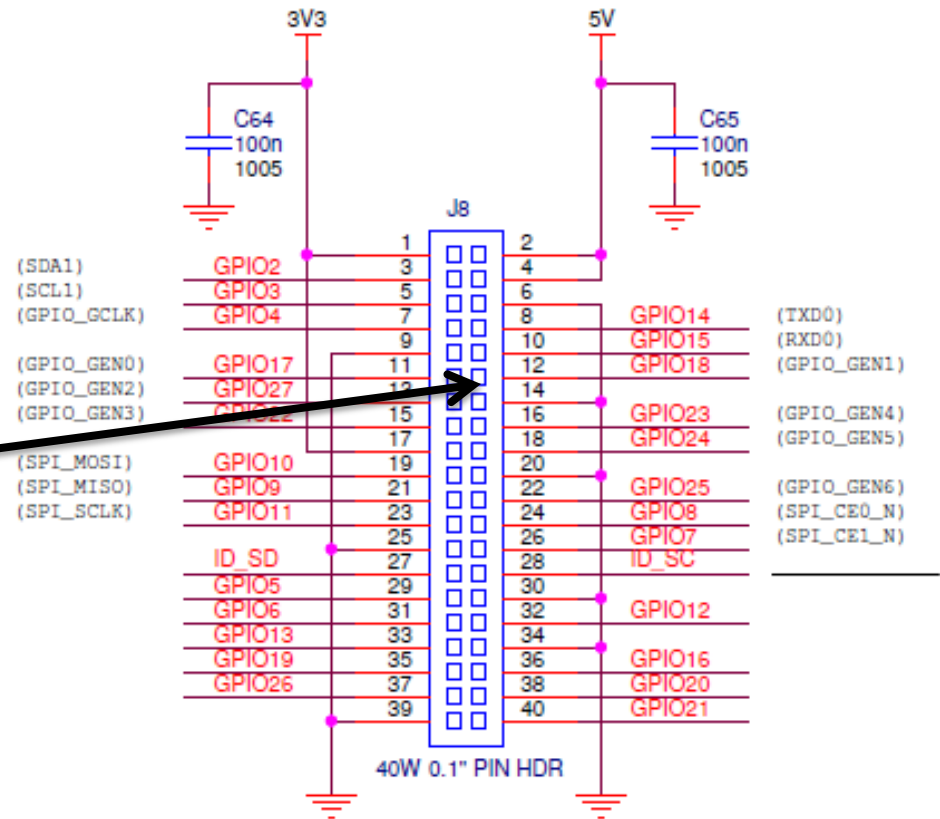 3V3 5V
C64 C65
100n 100n
1005 1005
J8
1 2
(SDA1) GPIO2 3 4
(SCL1) GPIO3 5 6
(GPIO_GCLK) GPIO4 7 8 GPIO14 (TXD0)
9 10 GPIO15 (RXD0)
(GPIO_GEN0) GPIO17 11 12 GPIO18 (GPIO_GEN1)
(GPIO_GEN2) GPIO27 13 14
(GPIO_GEN3) GPIO22 15 16 GPIO23 (GPIO_GEN4)
17 18 GPIO24 (GPIO_GEN5)
(SPI_MOSI) GPIO10 19 20
(SPI_MISO) GPIO9 21 22 GPIO25 (GPIO_GEN6)
(SPI_SCLK) GPIO11 23 24 GPIO8 (SPI_CE0_N)
25 26 GPIO7 (SPI_CE1_N)
ID_SD 27 28 ID_SC
GPIO5 29 30
GPIO6 31 32 GPIO12
GPIO13 33 34
GPIO19 35 36 GPIO16
GPIO26 37 38 GPIO20
39 40 GPIO21
40W 0.1" PIN HDR